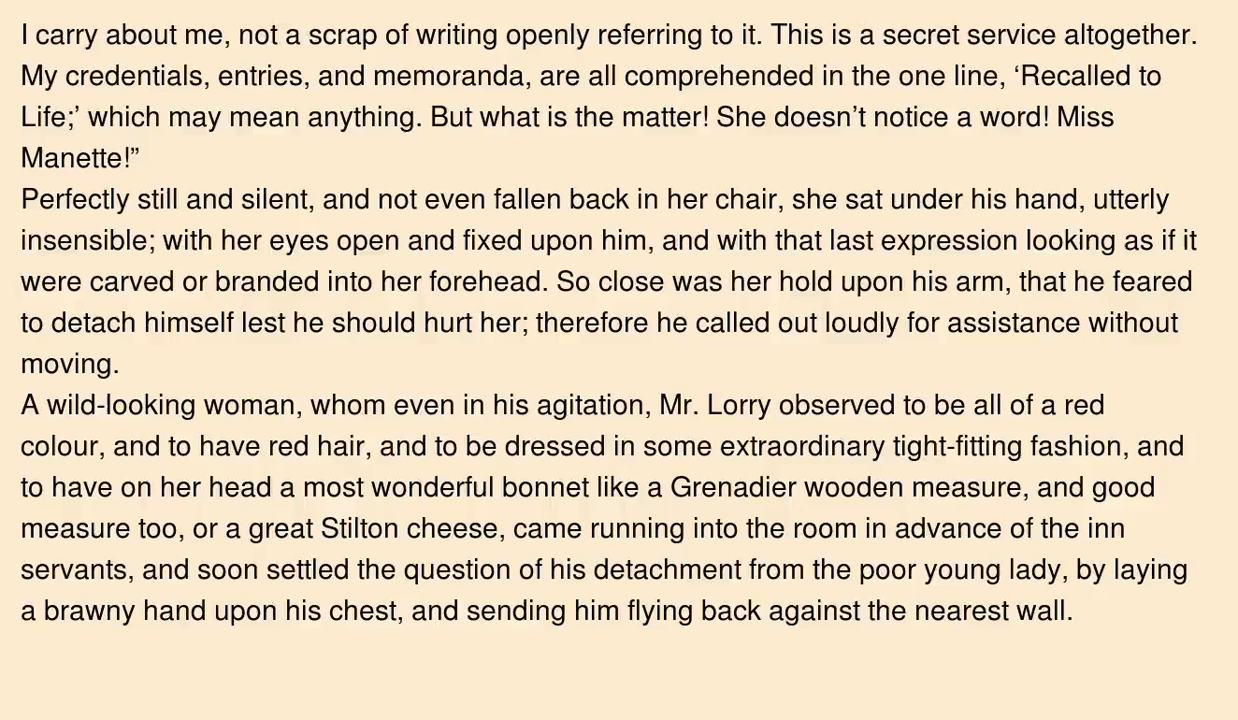 I carry about me, not a scrap of writing openly referring to it. This is a secret service altogether.
My credentials, entries, and memoranda, are all comprehended in the one line, ‘Recalled to
Life;’ which may mean anything. But what is the matter! She doesn’t notice a word! Miss
Manette!”
Perfectly still and silent, and not even fallen back in her chair, she sat under his hand, utterly
insensible; with her eyes open and fixed upon him, and with that last expression looking as if it
were carved or branded into her forehead. So close was her hold upon his arm, that he feared
to detach himself lest he should hurt her; therefore he called out loudly for assistance without
moving.
A wild-looking woman, whom even in his agitation, Mr. Lorry observed to be all of a red
colour, and to have red hair, and to be dressed in some extraordinary tight-fitting fashion, and
to have on her head a most wonderful bonnet like a Grenadier wooden measure, and good
measure too, or a great Stilton cheese, came running into the room in advance of the inn
servants, and soon settled the question of his detachment from the poor young lady, by laying
a brawny hand upon his chest, and sending him flying back against the nearest wall.